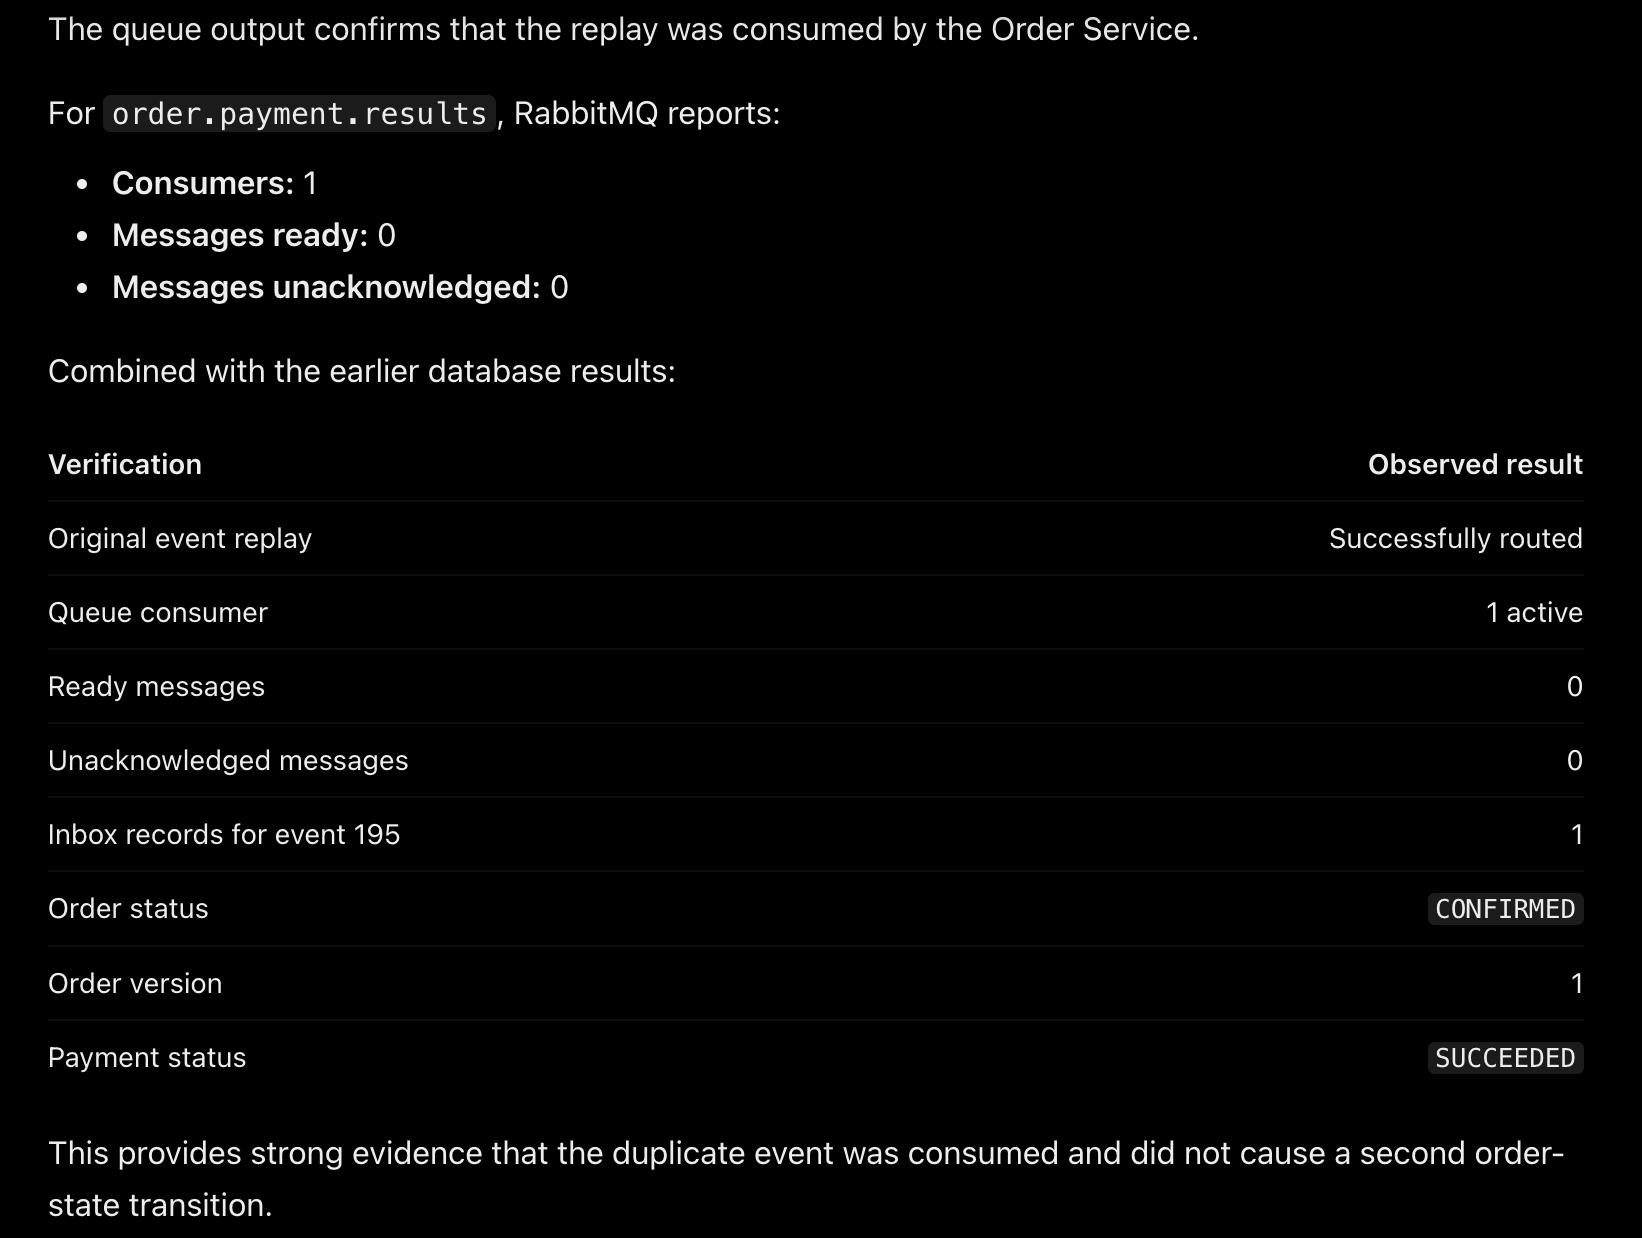 The queue output confirms that the replay was consumed by the Order Service.
For order.payment.results, RabbitMQ reports:
• Consumers: 1
• Messages ready: 0
• Messages unacknowledged: 0
Combined with the earlier database results:
Verification Observed result
Original event replay Successfully routed
Queue consumer 1 active
Ready messages 0
Unacknowledged messages 0
Inbox records for event 195 1
Order status CONFIRMED
Order version 1
Payment status SUCCEEDED
This provides strong evidence that the duplicate event was consumed and did not cause a second order-
state transition.